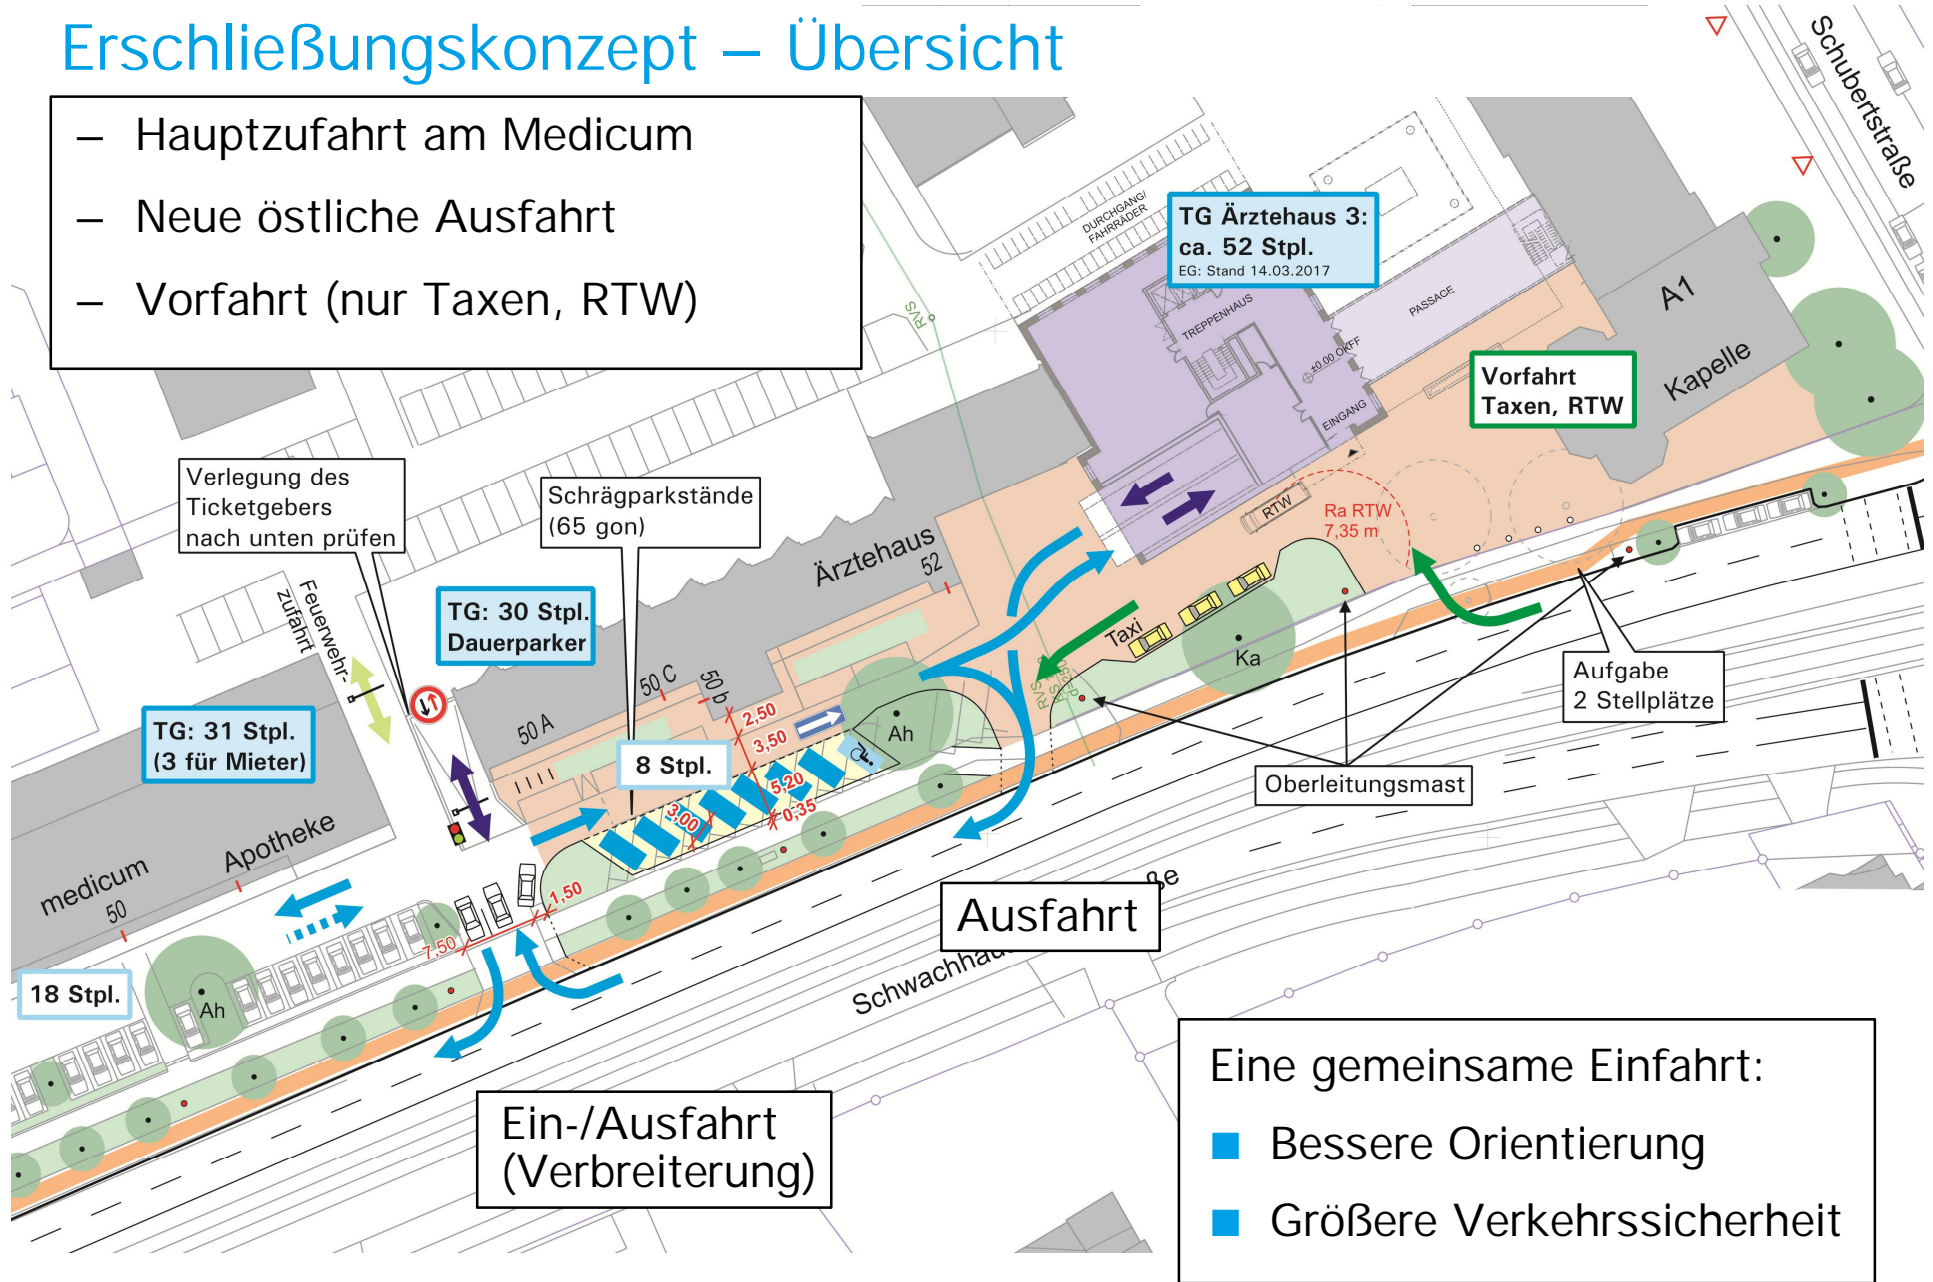 Erschließungskonzept – Übersicht
– Hauptzufahrt am Medicum
– Neue östliche Ausfahrt
– Vorfahrt (nur Taxen, RTW)
Schubertstraße
DURCHGANG/
FAHRRÄDER
TG Ärztehaus 3:
ca. 52 Stpl.
EG: Stand 14.03.2017
RVS
TREPPENHAUS
PASSAGE
±0.00 OKFF
EINGANG
A1
Kapelle
Vorfahrt
Taxen, RTW
Verlegung des
Ticketgebers
nach unten prüfen
Schrägparkstände
(65 gon)
Ärztehaus
52
RTW
Ra RTW
7,35 m
Feuerwehr-
zufahrt
TG: 30 Stpl.
Dauerparker
50 C
50 b
50 A
Taxi
Ka
Aufgabe
2 Stellplätze
TG: 31 Stpl.
(3 für Mieter)
8 Stpl.
2,50
3,50
5,20
0,35
3,00
Ah
RVS
Oberleitungsmast
medicum
50
Apotheke
1,50
7,50
Ausfahrt
18 Stpl.
Ah
Schwachhau
ße
Ein-/Ausfahrt
(Verbreiterung)
Eine gemeinsame Einfahrt:
■ Bessere Orientierung
■ Größere Verkehrssicherheit